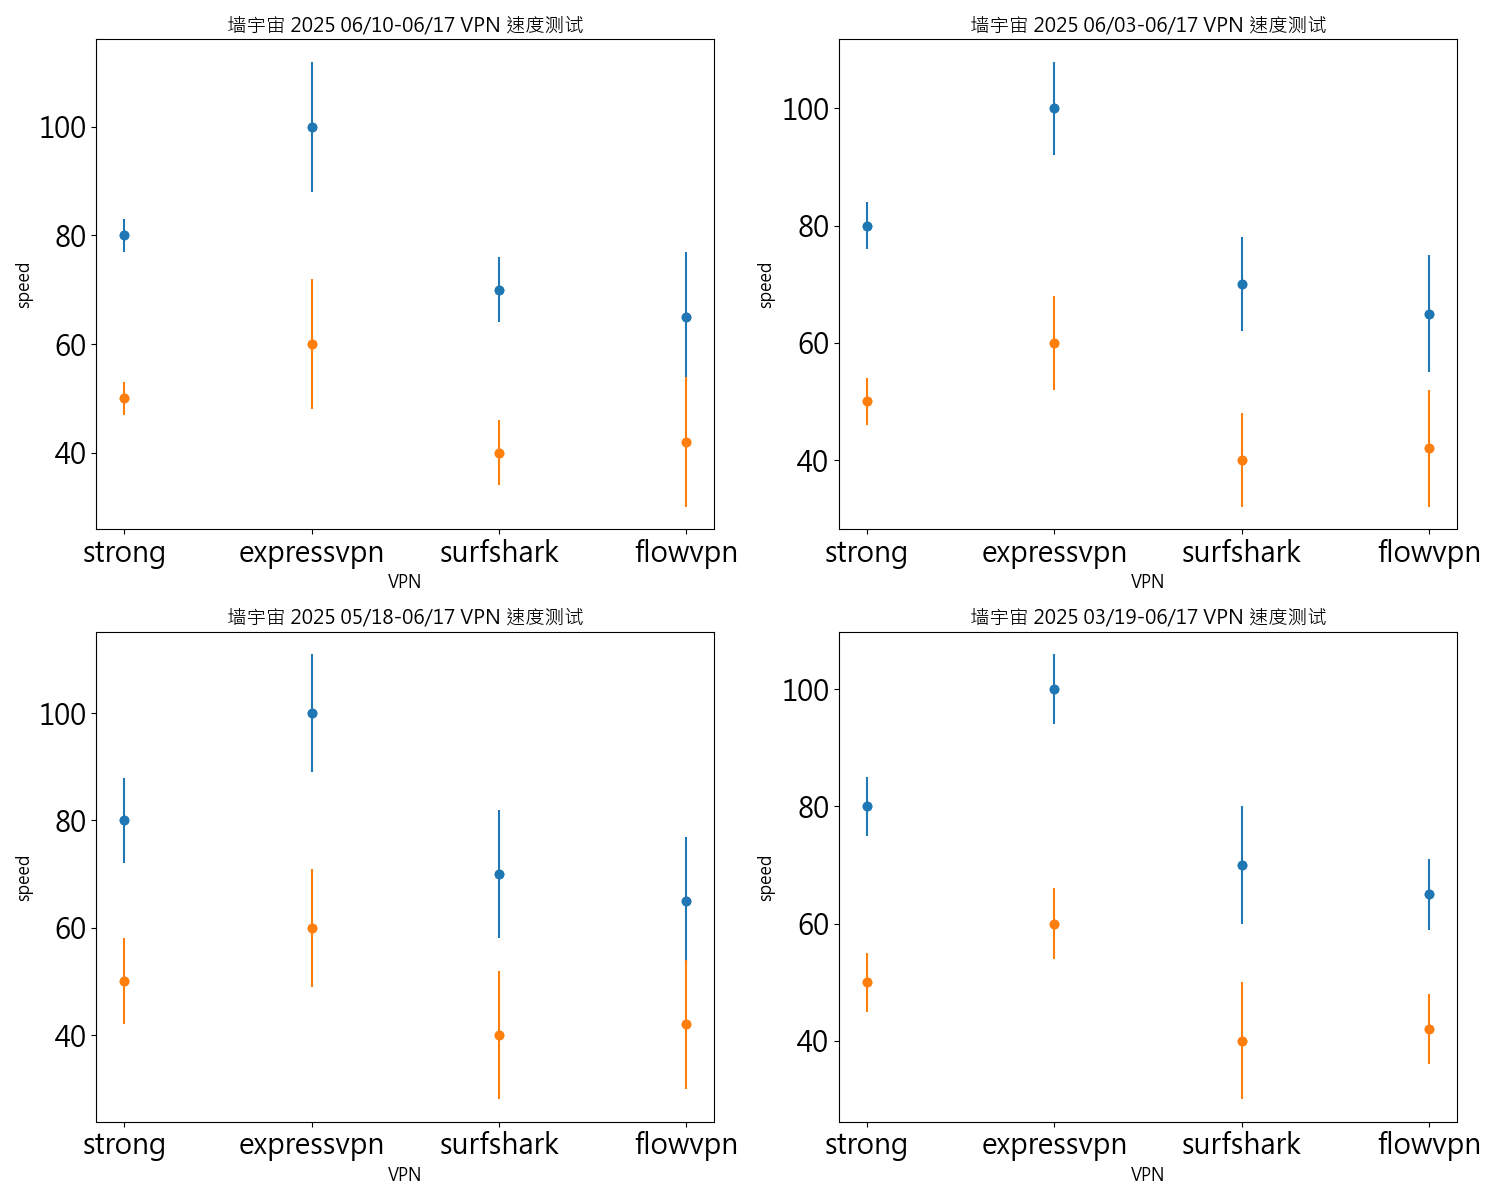 墙宇宙 2025 06/10-06/17 VPN 速度测试
100
80
60
40
speed
strong expressvpn surfshark flowvpn
VPN
墙宇宙 2025 06/03-06/17 VPN 速度测试
100
80
60
40
speed
strong expressvpn surfshark flowvpn
VPN
墙宇宙 2025 05/18-06/17 VPN 速度测试
100
80
60
40
speed
strong expressvpn surfshark flowvpn
VPN
墙宇宙 2025 03/19-06/17 VPN 速度测试
100
80
60
40
speed
strong expressvpn surfshark flowvpn
VPN